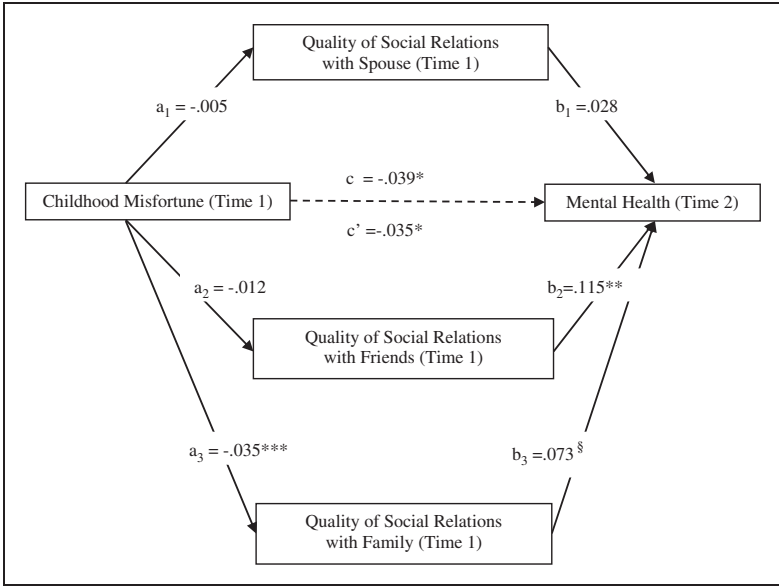 Quality of Social Relations
with Spouse (Time 1)
a1 = -.005
b1 = .028
Childhood Misfortune (Time 1)
c = -.039*
c’ =-.035*
Mental Health (Time 2)
a2 = -.012
b2=.115**
Quality of Social Relations
with Friends (Time 1)
a3 = -.035***
b3 =.073§
Quality of Social Relations
with Family (Time 1)